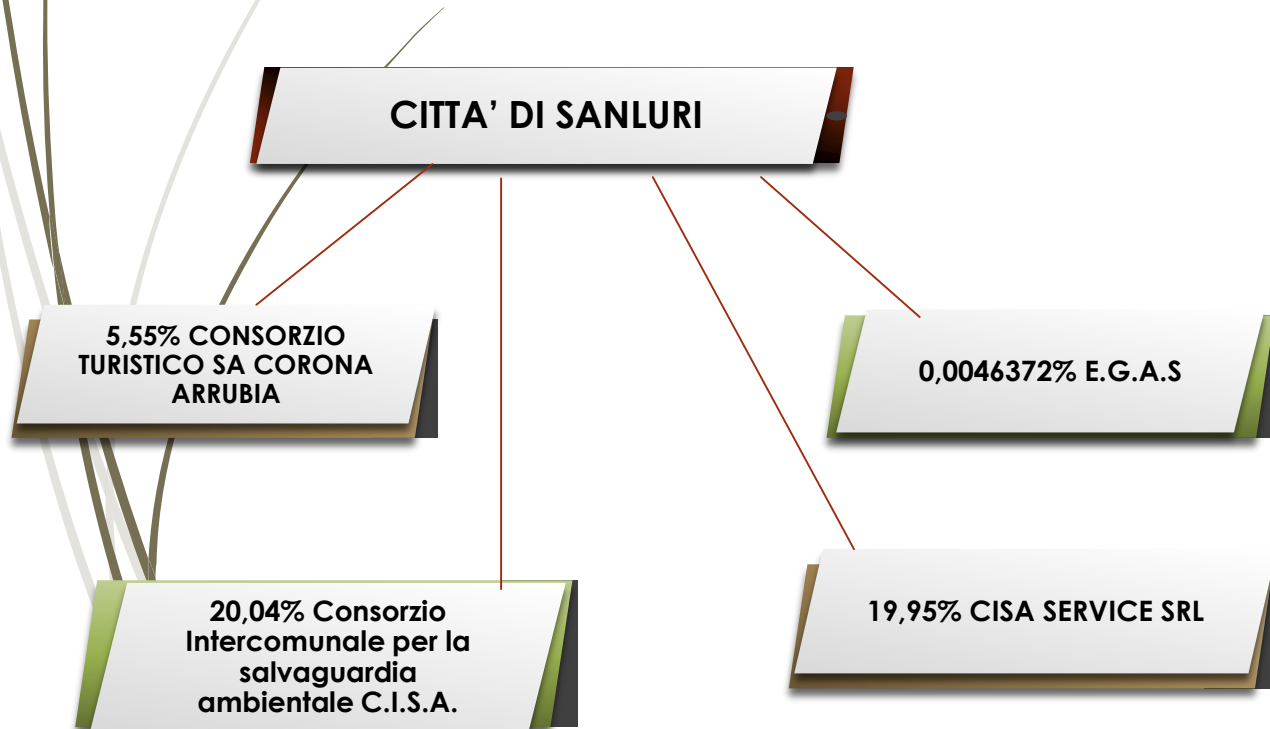 CITTA’ DI SANLURI
5,55% CONSORZIO
TURISTICO SA CORONA
ARRUBIA
0,0046372% E.G.A.S
20,04% Consorzio
Intercomunale per la
salvaguardia
ambientale C.I.S.A.
19,95% CISA SERVICE SRL